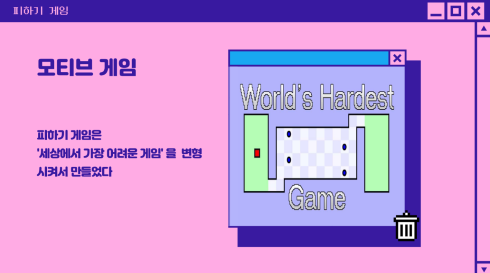 피하기 게임
모티브 게임
피하기 게임은
'세상에서 가장 어려운 게임' 을 변형
시켜서 만들었다
World's Hardest
Game